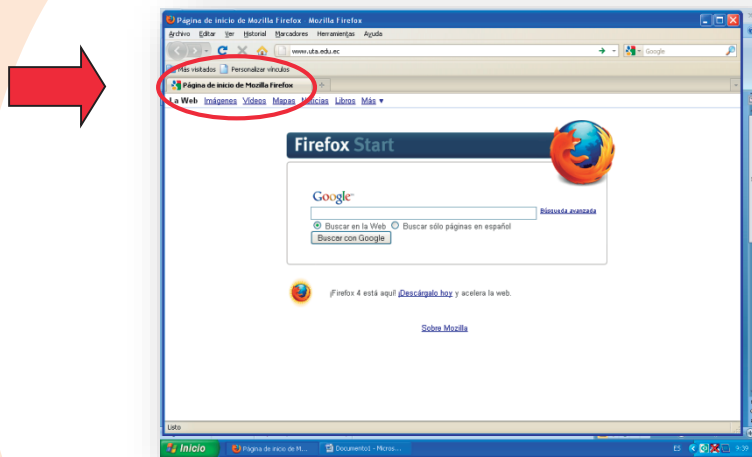 Página de inicio de Mozilla Firefox - Mozilla Firefox
Archivo Editar Ver Historial Marcadores Herramientas Ayuda
www.uta.edu.ec Google
Más visitados Personalizar vínculos
Página de inicio de Mozilla Firefox
La Web Imágenes Vídeos Mapas Noticias Libros Más ▼
Firefox Start
Google
Búsqueda avanzada
Buscar en la Web Buscar sólo páginas en español
Buscar con Google
¡Firefox 4 está aquí! ¡Descárgalo hoy y acelera la web.
Sobre Mozilla
Listo
Inicio Página de inicio de M... Documento1 - Micros... ES 9:39